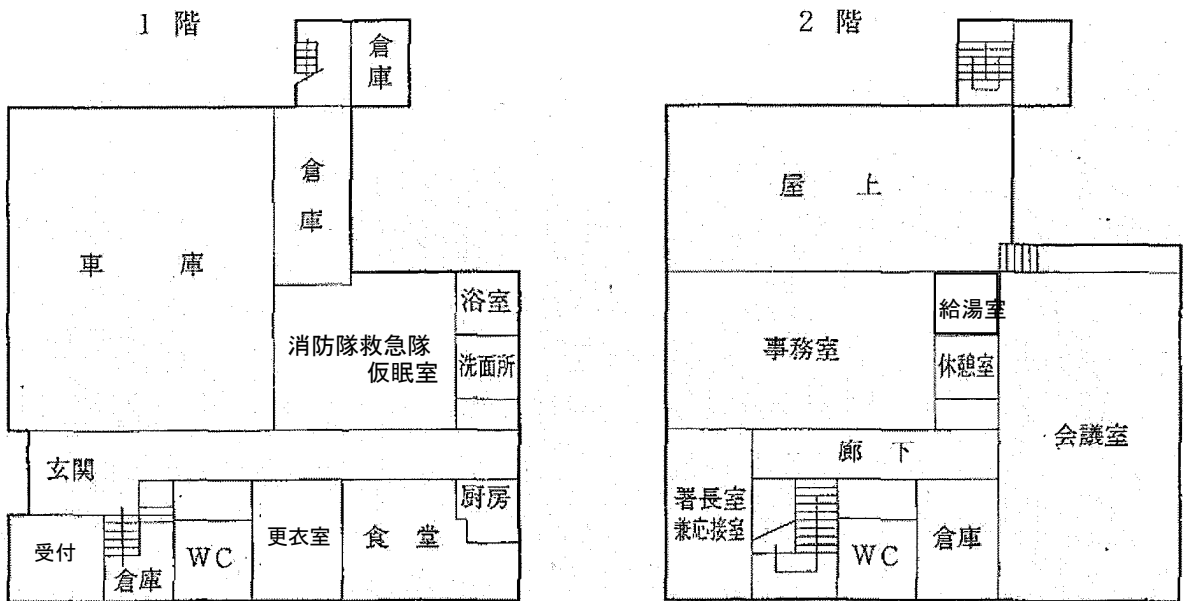 1 階
倉庫
倉庫
車 庫
浴室
消防隊救急隊
仮眠室
洗面所
玄関
厨房
受付
倉庫
WC
更衣室
食 堂
2 階
屋 上
給湯室
事務室
休憩室
会議室
廊 下
署長室
兼応接室
WC
倉庫